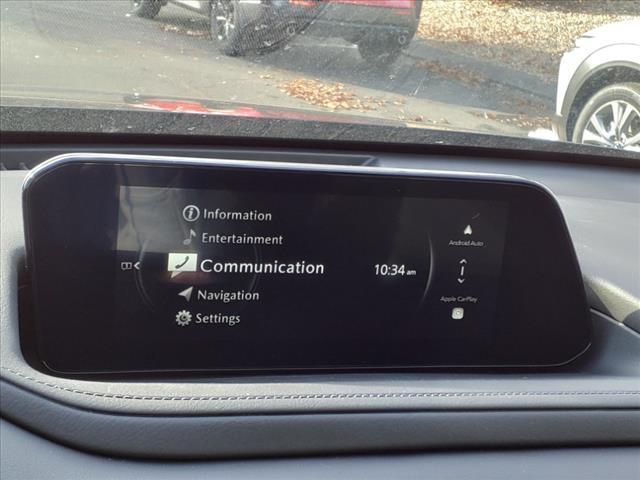 Information
Entertainment
Communication
10:34 am
Navigation
Settings
Android Auto
Apple CarPlay